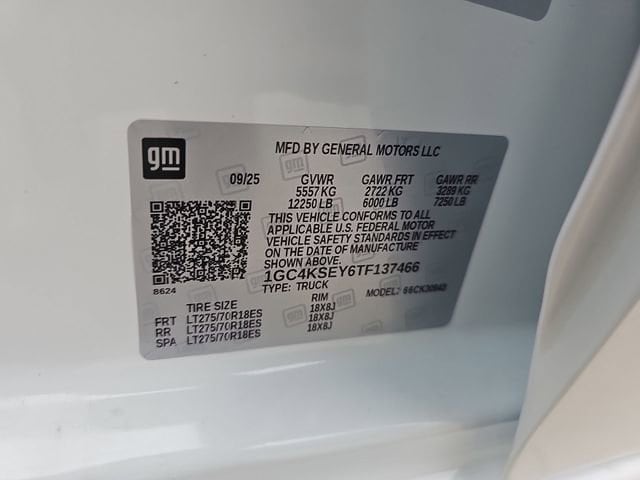 gm
MFD BY GENERAL MOTORS LLC
09/25 GVWR GAWR FRT GAWR RR
5557 KG 2722 KG 3289 KG
12250 LB 6000 LB 7250 LB
THIS VEHICLE CONFORMS TO ALL
APPLICABLE U.S. FEDERAL MOTOR
VEHICLE SAFETY STANDARDS IN EFFECT
ON THE DATE OF MANUFACTURE
SHOWN ABOVE.
1GC4KSEY6TF137466
8624
TYPE: TRUCK MODEL:
TIRE SIZE RIM
FRT LT275/70R18ES 18X8J
RR LT275/70R18ES 18X8J
SPA LT275/70R18ES 18X8J